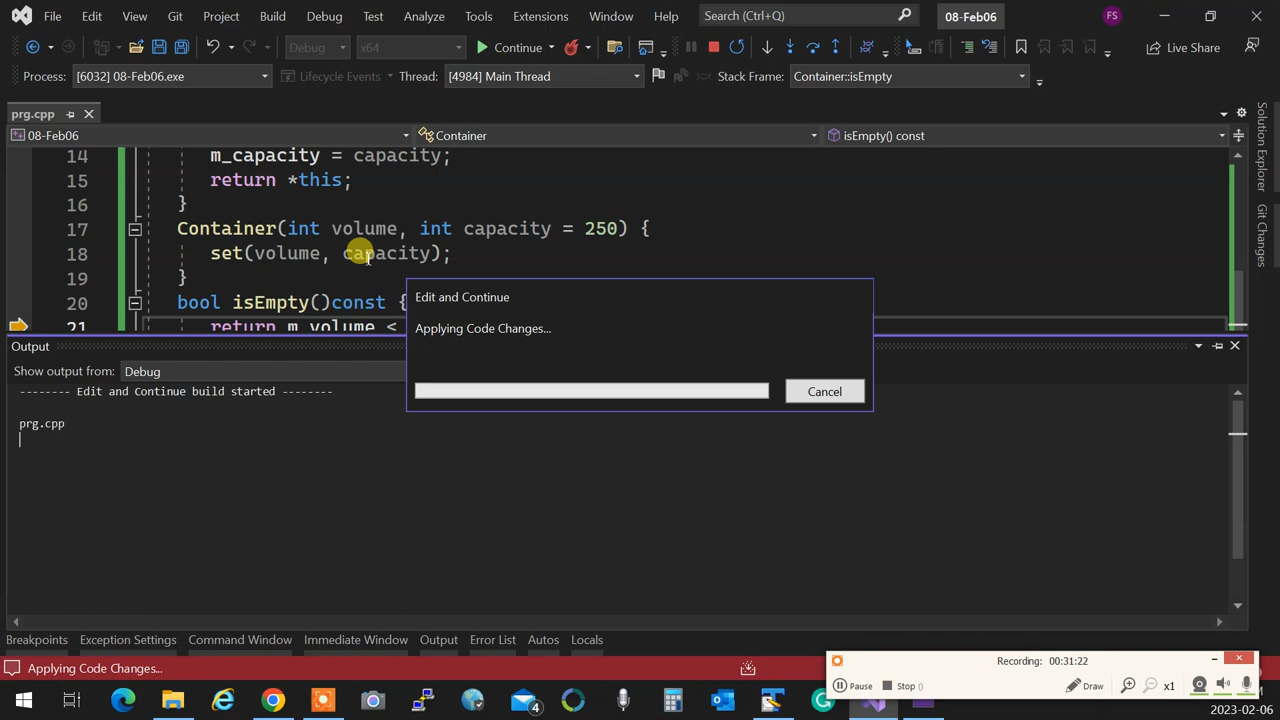 File Edit View Git Project Build Debug Test Analyze Tools Extensions Window Help Search (Ctrl+Q) 08-Feb06 FS
Debug x64 Continue Live Share
Process: [6032] 08-Feb06.exe Lifecycle Events Thread: [4984] Main Thread Stack Frame: Container::isEmpty
prg.cpp
08-Feb06 Container isEmpty() const
14 m_capacity = capacity;
15 return *this;
16 }
17 Container(int volume, int capacity = 250) {
18 set(volume, capacity);
19 }
20 bool isEmpty()const {
21 return m_volume <
Edit and Continue
Applying Code Changes...
Cancel
Output
Show output from: Debug
-------- Edit and Continue build started --------
prg.cpp
Solution Explorer
Git Changes
Breakpoints Exception Settings Command Window Immediate Window Output Error List Autos Locals
Applying Code Changes...
Recording: 00:31:22
Pause Stop () Draw x1
4
2023-02-06